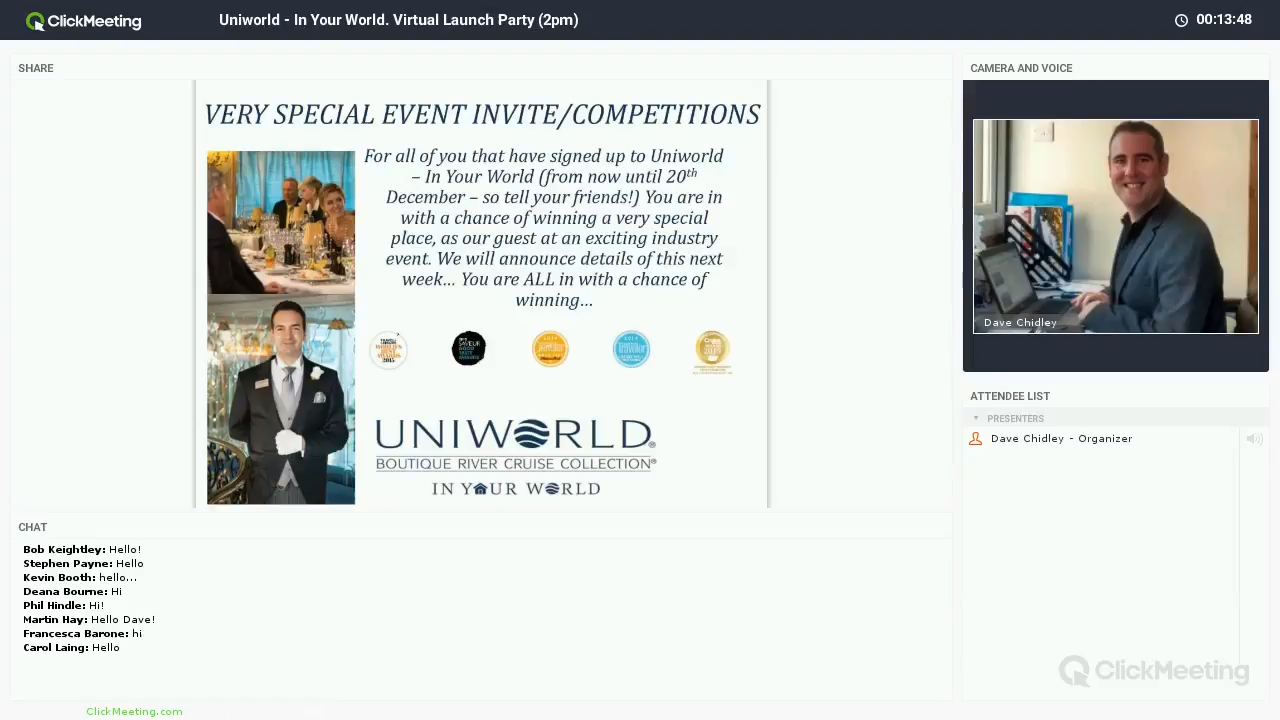 ClickMeeting
Uniworld - In Your World. Virtual Launch Party (2pm)
00:13:48
SHARE
VERY SPECIAL EVENT INVITE/COMPETITIONS
For all of you that have signed up to Uniworld
– In Your World (from now until 20th
December – so tell your friends!) You are in
with a chance of winning a very special
place, as our guest at an exciting industry
event. We will announce details of this next
week... You are ALL in with a chance of
winning...
UNIWORLD®
BOUTIQUE RIVER CRUISE COLLECTION®
IN YOUR WORLD
CAMERA AND VOICE
Dave Chidley
ATTENDEE LIST
PRESENTERS
Dave Chidley - Organizer
CHAT
Bob Keightley: Hello!
Stephen Payne: Hello
Kevin Booth: hello...
Deana Bourne: Hi
Phil Hindle: Hi!
Martin Hay: Hello Dave!
Francesca Barone: hi
Carol Laing: Hello
ClickMeeting
ClickMeeting.com